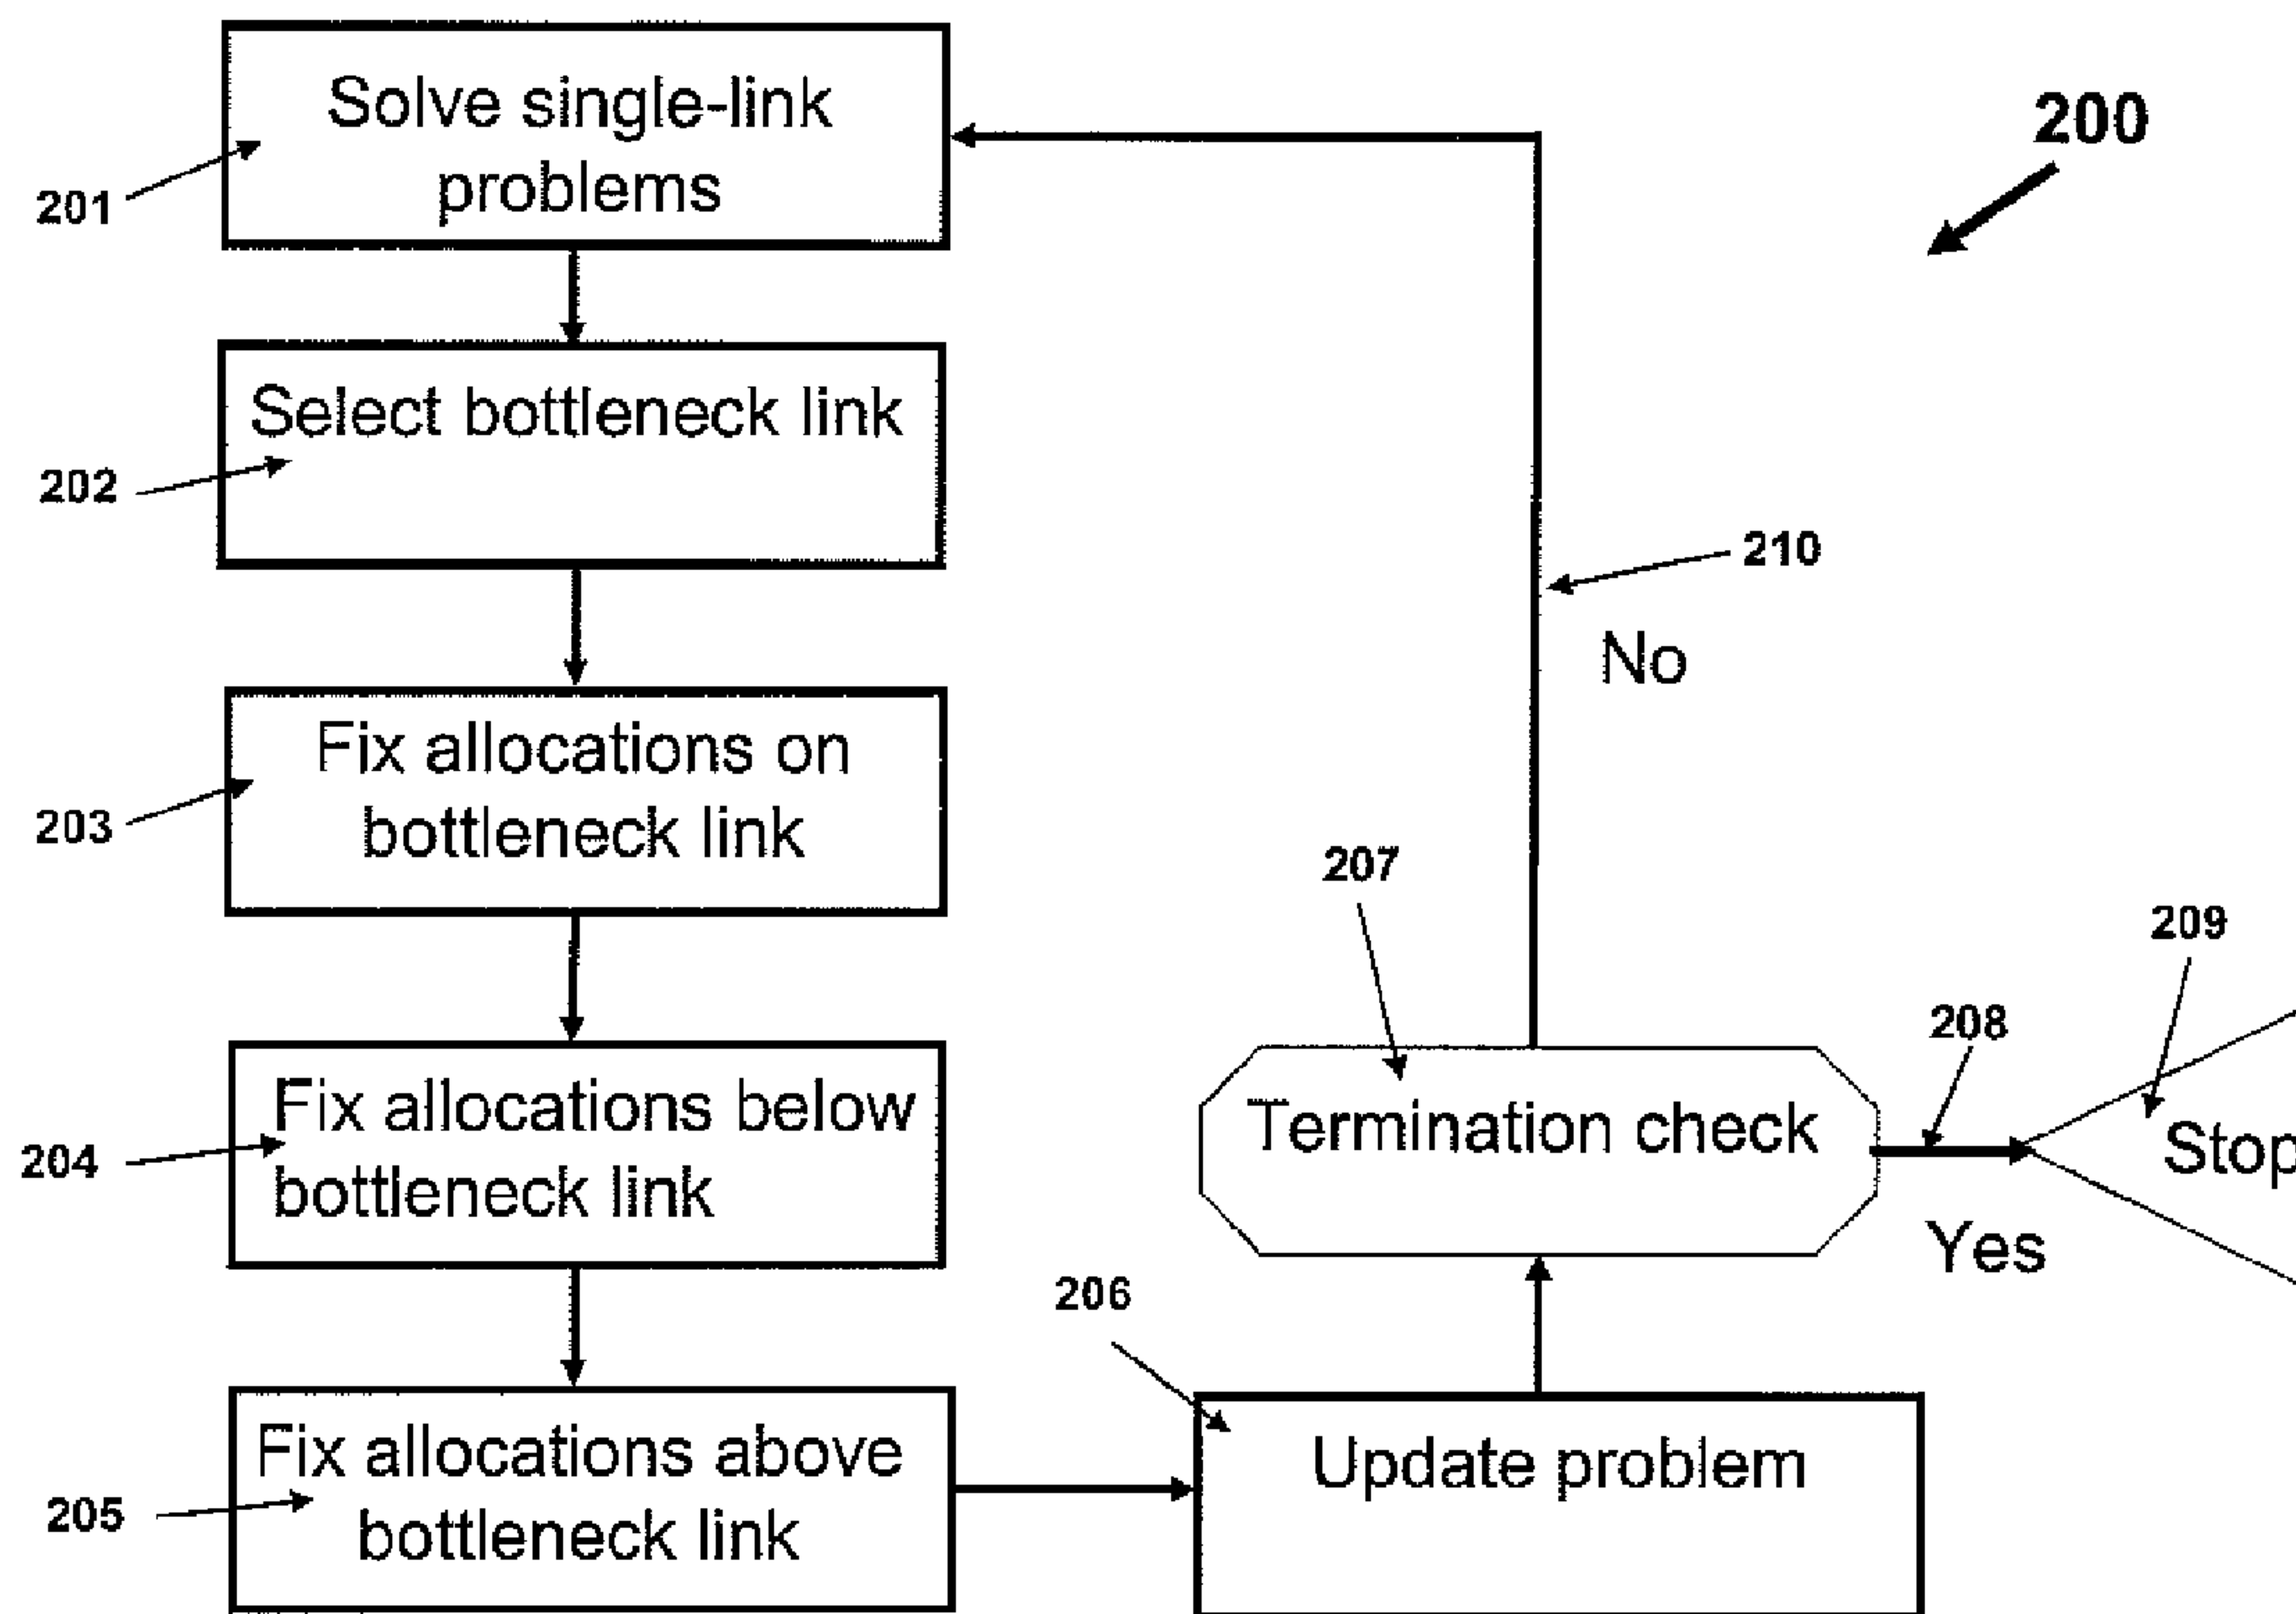 200
Solve single-link
problems
201
Select bottleneck link
202
210
No
Fix allocations on
bottleneck link
203
207
209
208
Termination check
Stop
Yes
Fix allocations below
bottleneck link
204
206
Fix allocations above
bottleneck link
205
Update problem